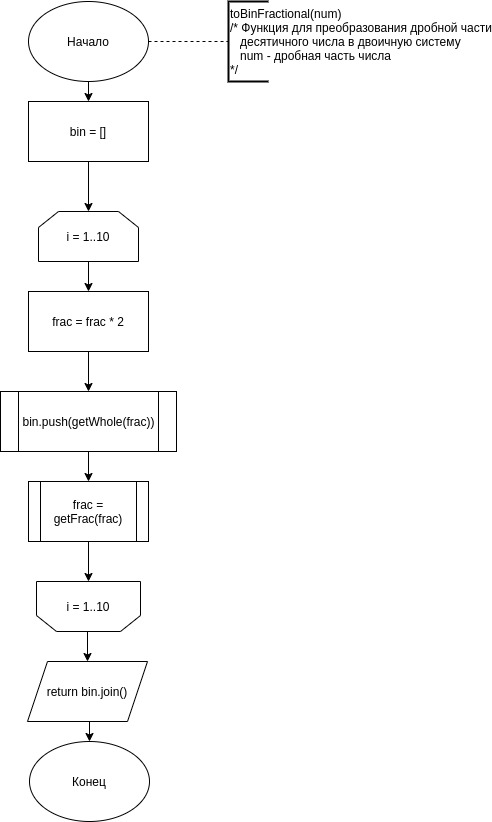 Начало
toBinFractional(num)
/* Функция для преобразования дробной части
десятичного числа в двоичную систему
num - дробная часть числа
*/
bin = []
i = 1..10
frac = frac * 2
bin.push(getWhole(frac))
frac =
getFrac(frac)
i = 1..10
return bin.join()
Конец